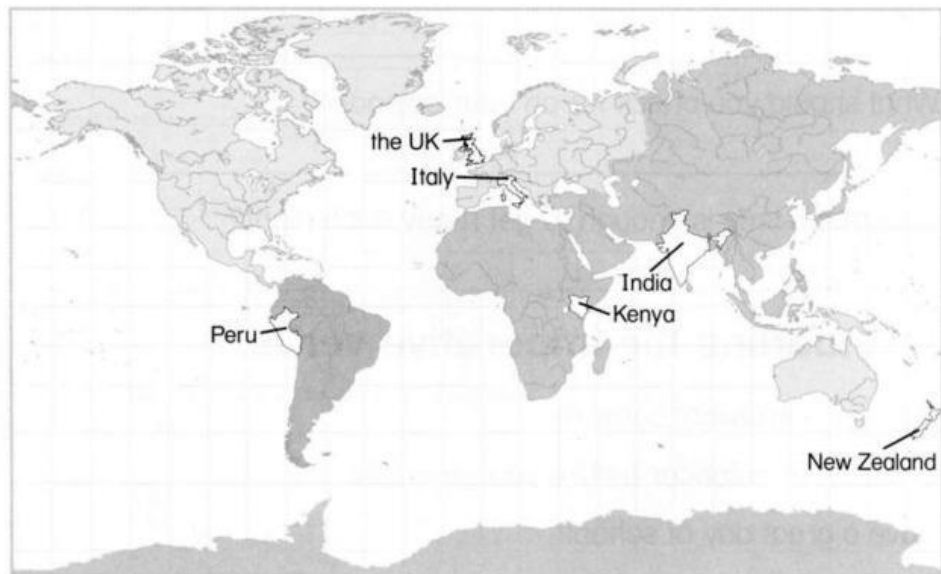 the UK
Italy
India
Kenya
Peru
New Zealand